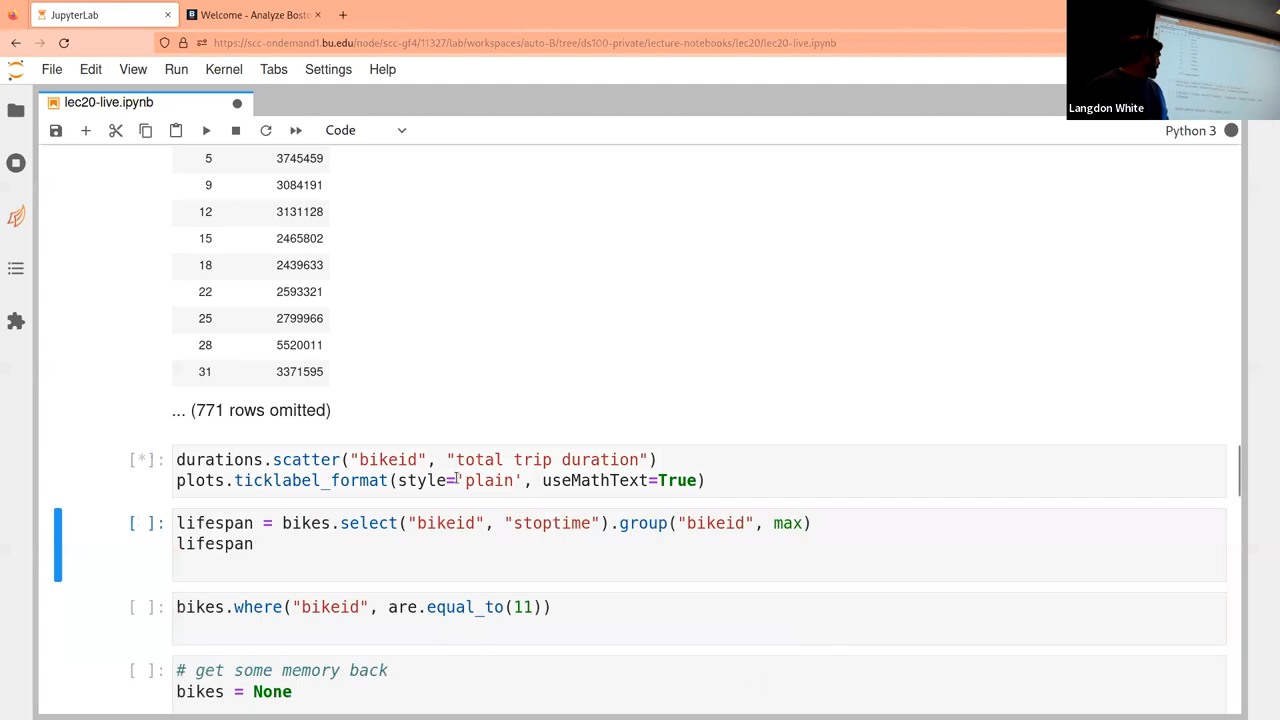 JupyterLab
Welcome - Analyze Bosto
https://scc-ondemand1.bu.edu/node/scc-gf4/11327/lab/workspaces/auto-B/tree/ds100-private/lecture-notebooks/lec20/lec20-live.ipynb
File Edit View Run Kernel Tabs Settings Help
Langdon White
lec20-live.ipynb
Code
Python 3
5 3745459
9 3084191
12 3131128
15 2465802
18 2439633
22 2593321
25 2799966
28 5520011
31 3371595
... (771 rows omitted)
[*]: durations.scatter("bikeid", "total trip duration")
plots.ticklabel_format(style='plain', useMathText=True)
[ ]: lifespan = bikes.select("bikeid", "stoptime").group("bikeid", max)
lifespan
[ ]: bikes.where("bikeid", are.equal_to(11))
[ ]: # get some memory back
bikes = None